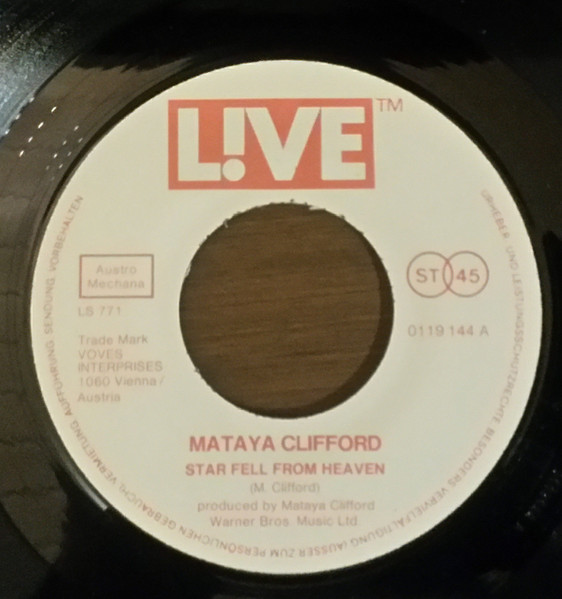 L!VE TM
Austro
Mechana
LS 771
Trade Mark
VOVES
INTERPRISES
1060 Vienna /
Austria
ST 45
0119 144 A
MATAYA CLIFFORD
STAR FELL FROM HEAVEN
(M. Clifford)
produced by Mataya Clifford
Warner Bros. Music Ltd.
URHEBER- UND LEISTUNGSSCHUTZRECHTE, BESONDERS VERVIELFÄLTIGUNG (AUSSER ZUM PERSÖNLICHEN GEBRAUCH), VERMIETUNG, AUFFÜHRUNG, SENDUNG, VORBEHALTEN